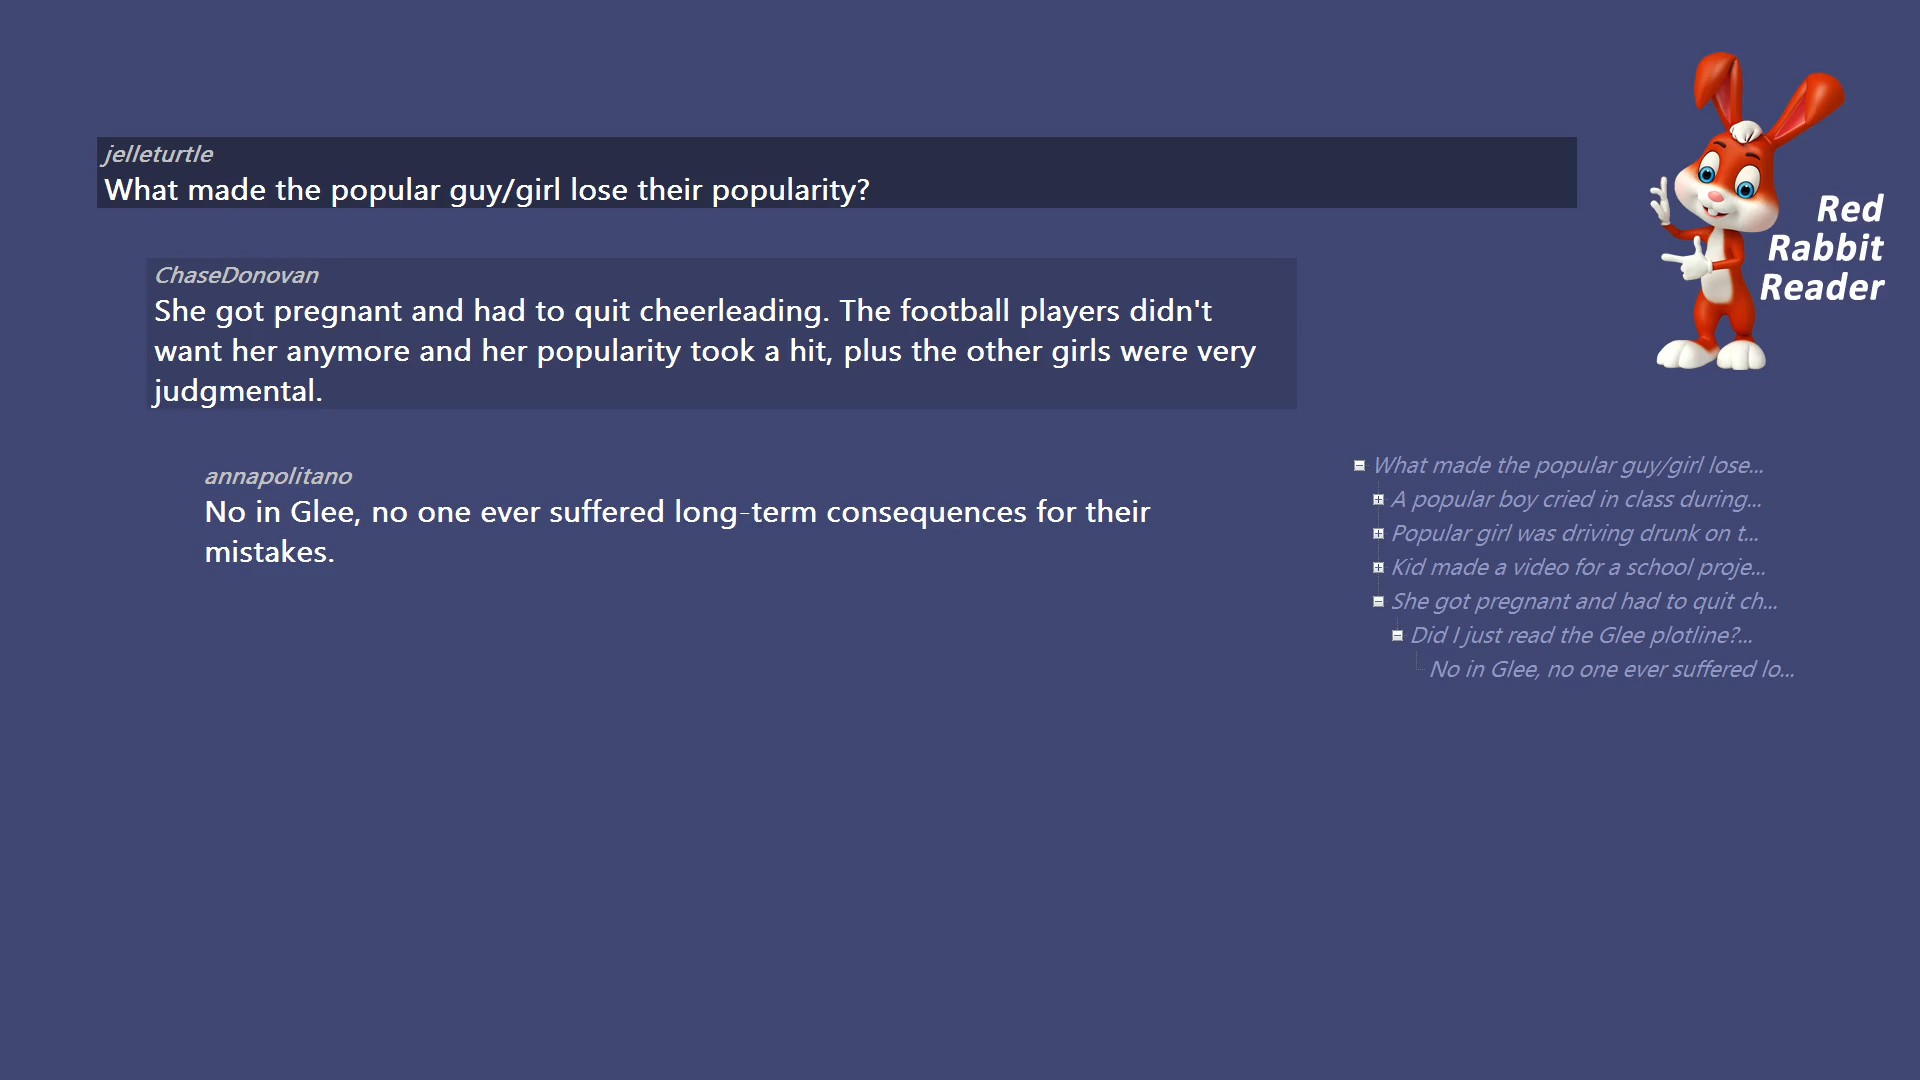 jelleturtle
What made the popular guy/girl lose their popularity?
ChaseDonovan
She got pregnant and had to quit cheerleading. The football players didn't
want her anymore and her popularity took a hit, plus the other girls were very
judgmental.
annapolitano
No in Glee, no one ever suffered long-term consequences for their
mistakes.
Red
Rabbit
Reader
What made the popular guy/girl lose...
A popular boy cried in class during...
Popular girl was driving drunk on t...
Kid made a video for a school proje...
She got pregnant and had to quit ch...
Did I just read the Glee plotline?...
No in Glee, no one ever suffered lo...